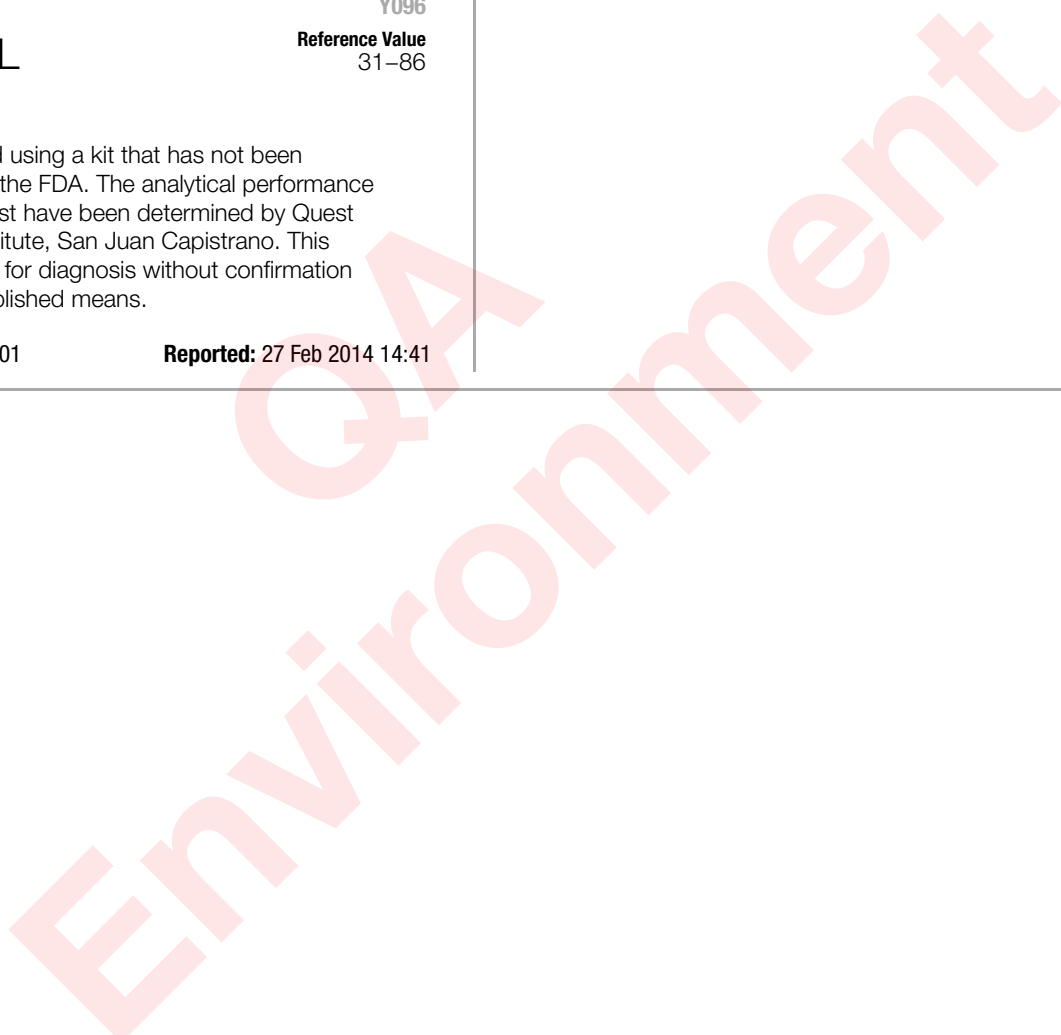 Y096
Reference Value
L
31–86
d using a kit that has not been
the FDA. The analytical performance
st have been determined by Quest
itute, San Juan Capistrano. This
for diagnosis without confirmation
blished means.
01 Reported: 27 Feb 2014 14:41
QA
Environment